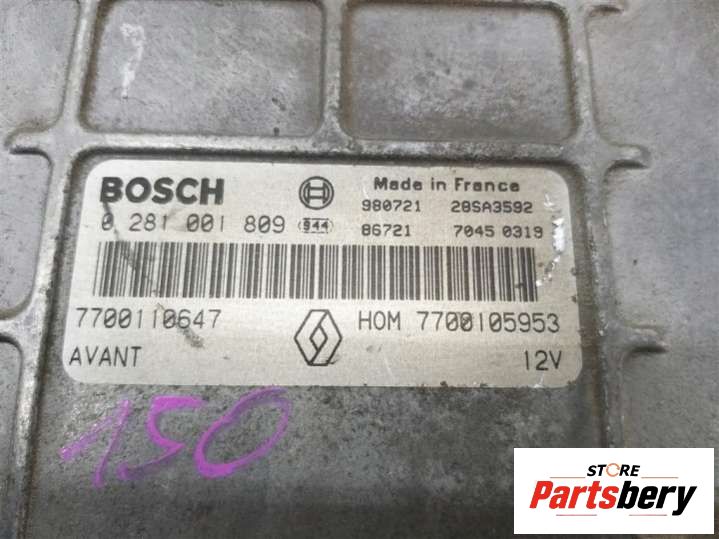 BOSCH Made in France
980721 28SA3592
0 281 001 809 944 86721 7045 0319
7700110647 HOM 7700105953
AVANT 12V
150
STORE
Partsbery